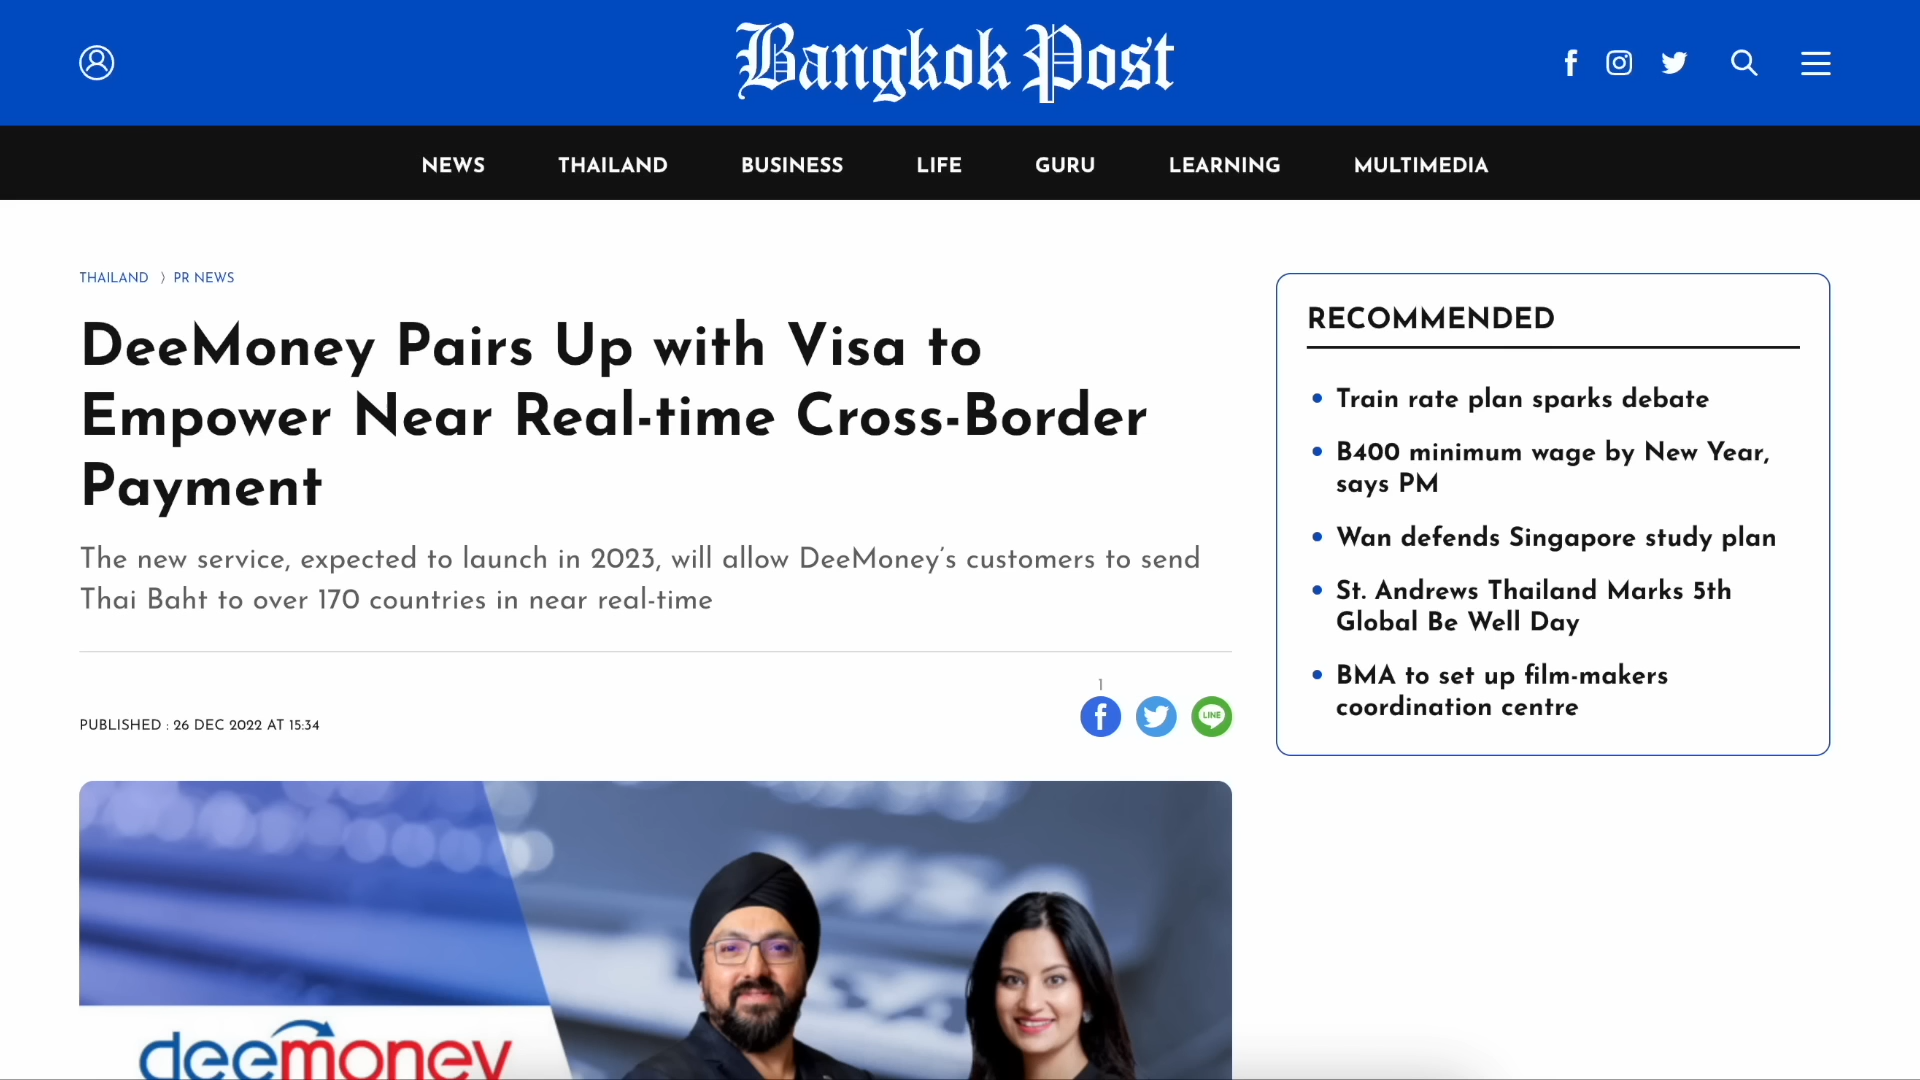 Bangkok Post
NEWS THAILAND BUSINESS LIFE GURU LEARNING MULTIMEDIA
THAILAND 〉 PR NEWS
DeeMoney Pairs Up with Visa to
Empower Near Real-time Cross-Border
Payment
The new service, expected to launch in 2023, will allow DeeMoney’s customers to send
Thai Baht to over 170 countries in near real-time
1
PUBLISHED : 26 DEC 2022 AT 15:34
LINE
deemoney
RECOMMENDED
• Train rate plan sparks debate
• B400 minimum wage by New Year,
says PM
• Wan defends Singapore study plan
• St. Andrews Thailand Marks 5th
Global Be Well Day
• BMA to set up film-makers
coordination centre